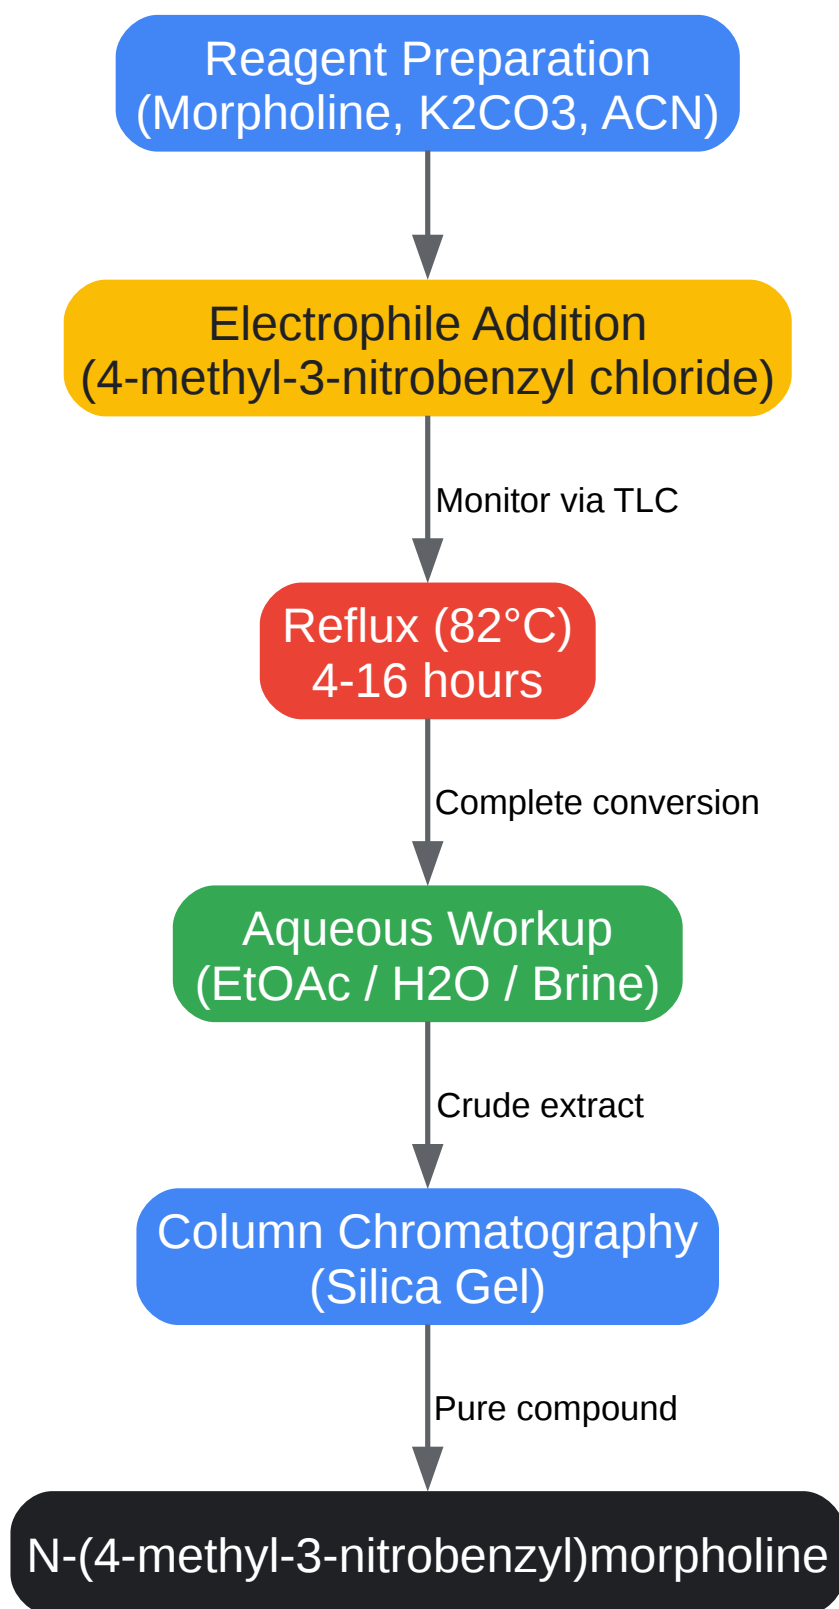 Reagent Preparation
(Morpholine, K2CO3, ACN)
Electrophile Addition
(4-methyl-3-nitrobenzyl chloride)
Monitor via TLC
Reflux (82°C)
4-16 hours
Complete conversion
Aqueous Workup
(EtOAc / H2O / Brine)
Crude extract
Column Chromatography
(Silica Gel)
Pure compound
N-(4-methyl-3-nitrobenzyl)morpholine